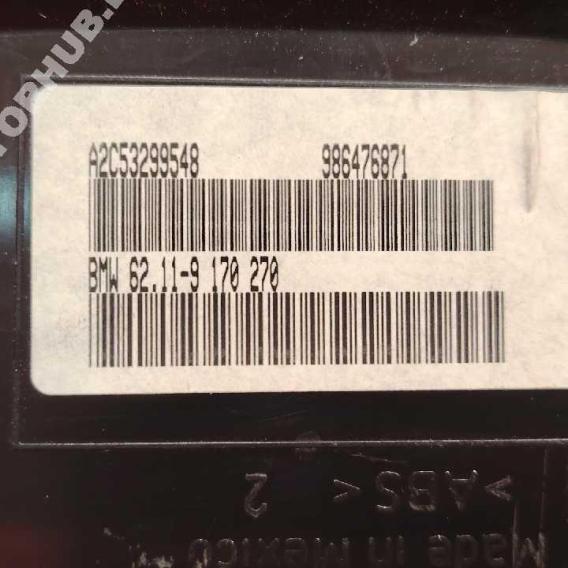 A2C53299548 986476871
BMW 62.11-9 170 270
>ABS<
2
Made in Mexico